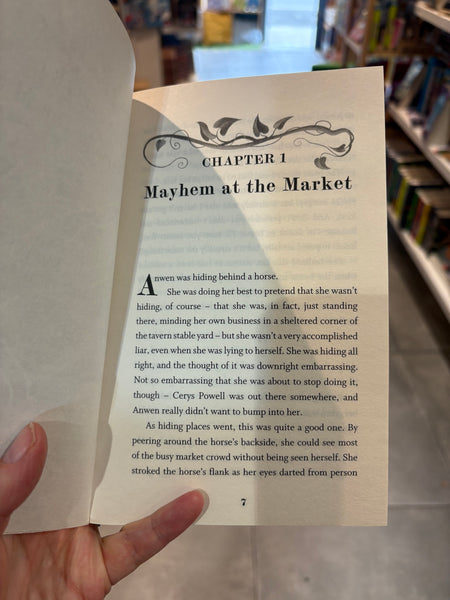 CHAPTER 1
Mayhem at the Market
Anwen was hiding behind a horse.
She was doing her best to pretend that she wasn't
hiding, of course – that she was, in fact, just standing
there, minding her own business in a sheltered corner of
the tavern stable yard – but she wasn't a very accomplished
liar, even when she was lying to herself. She was hiding all
right, and the thought of it was downright embarrassing.
Not so embarrassing that she was about to stop doing it,
though – Cerys Powell was out there somewhere, and
Anwen really didn't want to bump into her.
As hiding places went, this was quite a good one. By
peering around the horse's backside, she could see most
of the busy market crowd without being seen herself. She
stroked the horse's flank as her eyes darted from person
7